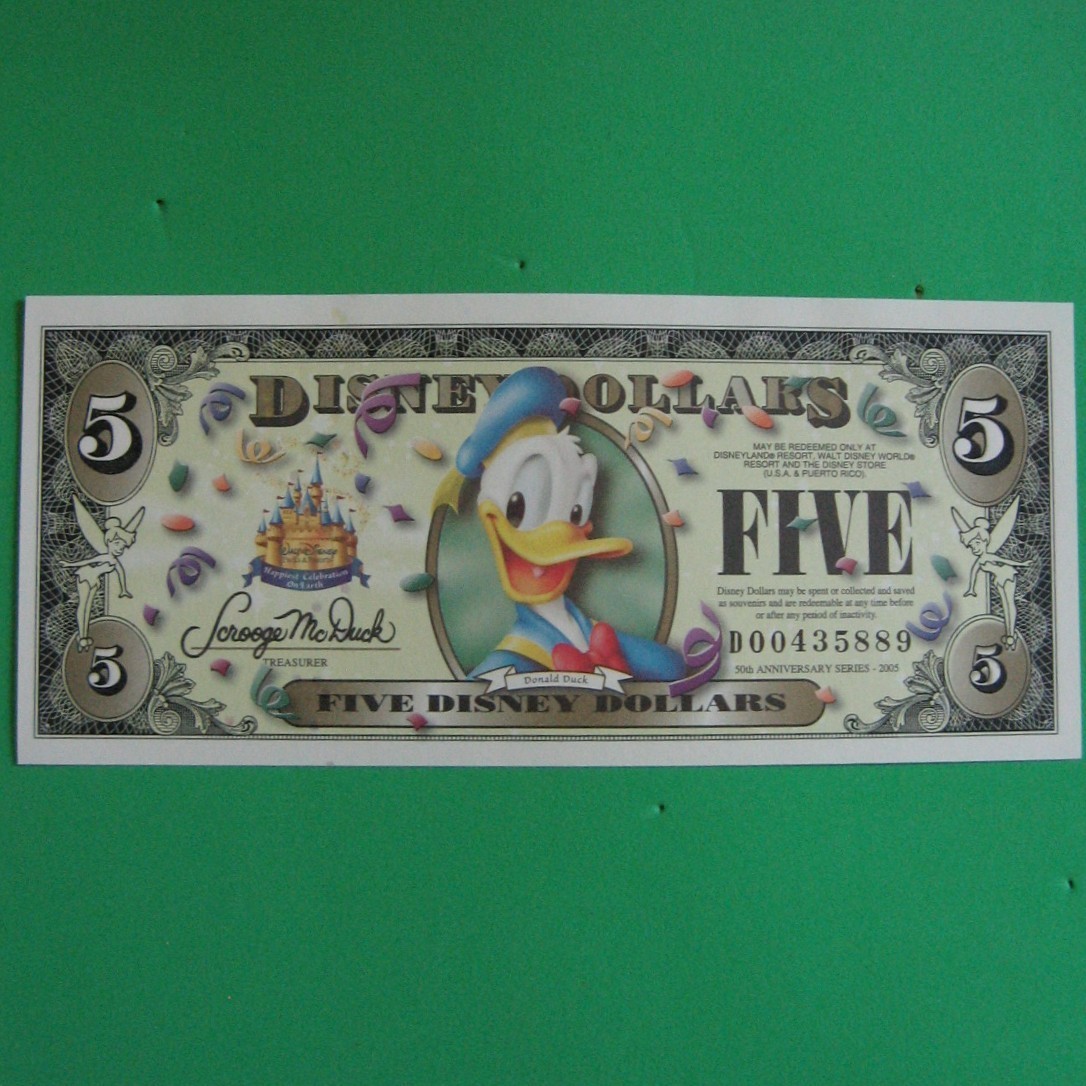 DISNEY DOLLARS
5
5
MAY BE REDEEMED ONLY AT
DISNEYLAND® RESORT, WALT DISNEY WORLD®
RESORT AND THE DISNEY STORE
(U.S.A. & PUERTO RICO).
FIVE
WALT DISNEY
Happiest Celebration
On Earth
Disney Dollars may be spent or collected and saved
as souvenirs and are redeemable at any time before
or after any period of inactivity.
Scrooge McDuck
TREASURER
D00435889
50th ANNIVERSARY SERIES - 2005
5
5
Donald Duck
FIVE DISNEY DOLLARS